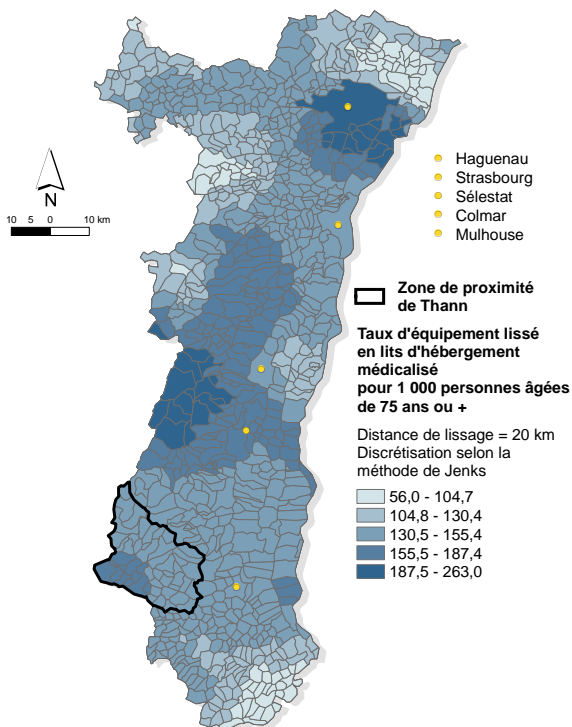 N
10 5 0 10 km
Haguenau
Strasbourg
Sélestat
Colmar
Mulhouse
Zone de proximité
de Thann
Taux d'équipement lissé
en lits d'hébergement
médicalisé
pour 1 000 personnes âgées
de 75 ans ou +
Distance de lissage = 20 km
Discrétisation selon la
méthode de Jenks
56,0 - 104,7
104,8 - 130,4
130,5 - 155,4
155,5 - 187,4
187,5 - 263,0